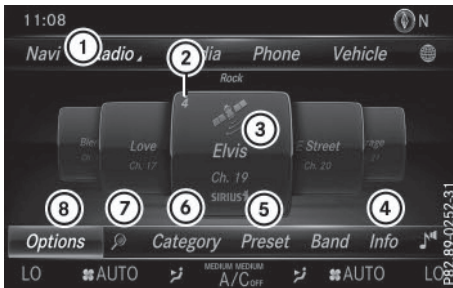 11:08 N
Navi 1 Radio 2 dia Phone Vehicle
Rock
4
3
Love Elvis E Street
Ch. 17 Ch. 19 Ch. 20
SIRIUS
8 7 6 5 4
Options Category Preset Band Info
LO AUTO MEDIUM MEDIUM A/C OFF AUTO LO
P82.89-0252-31